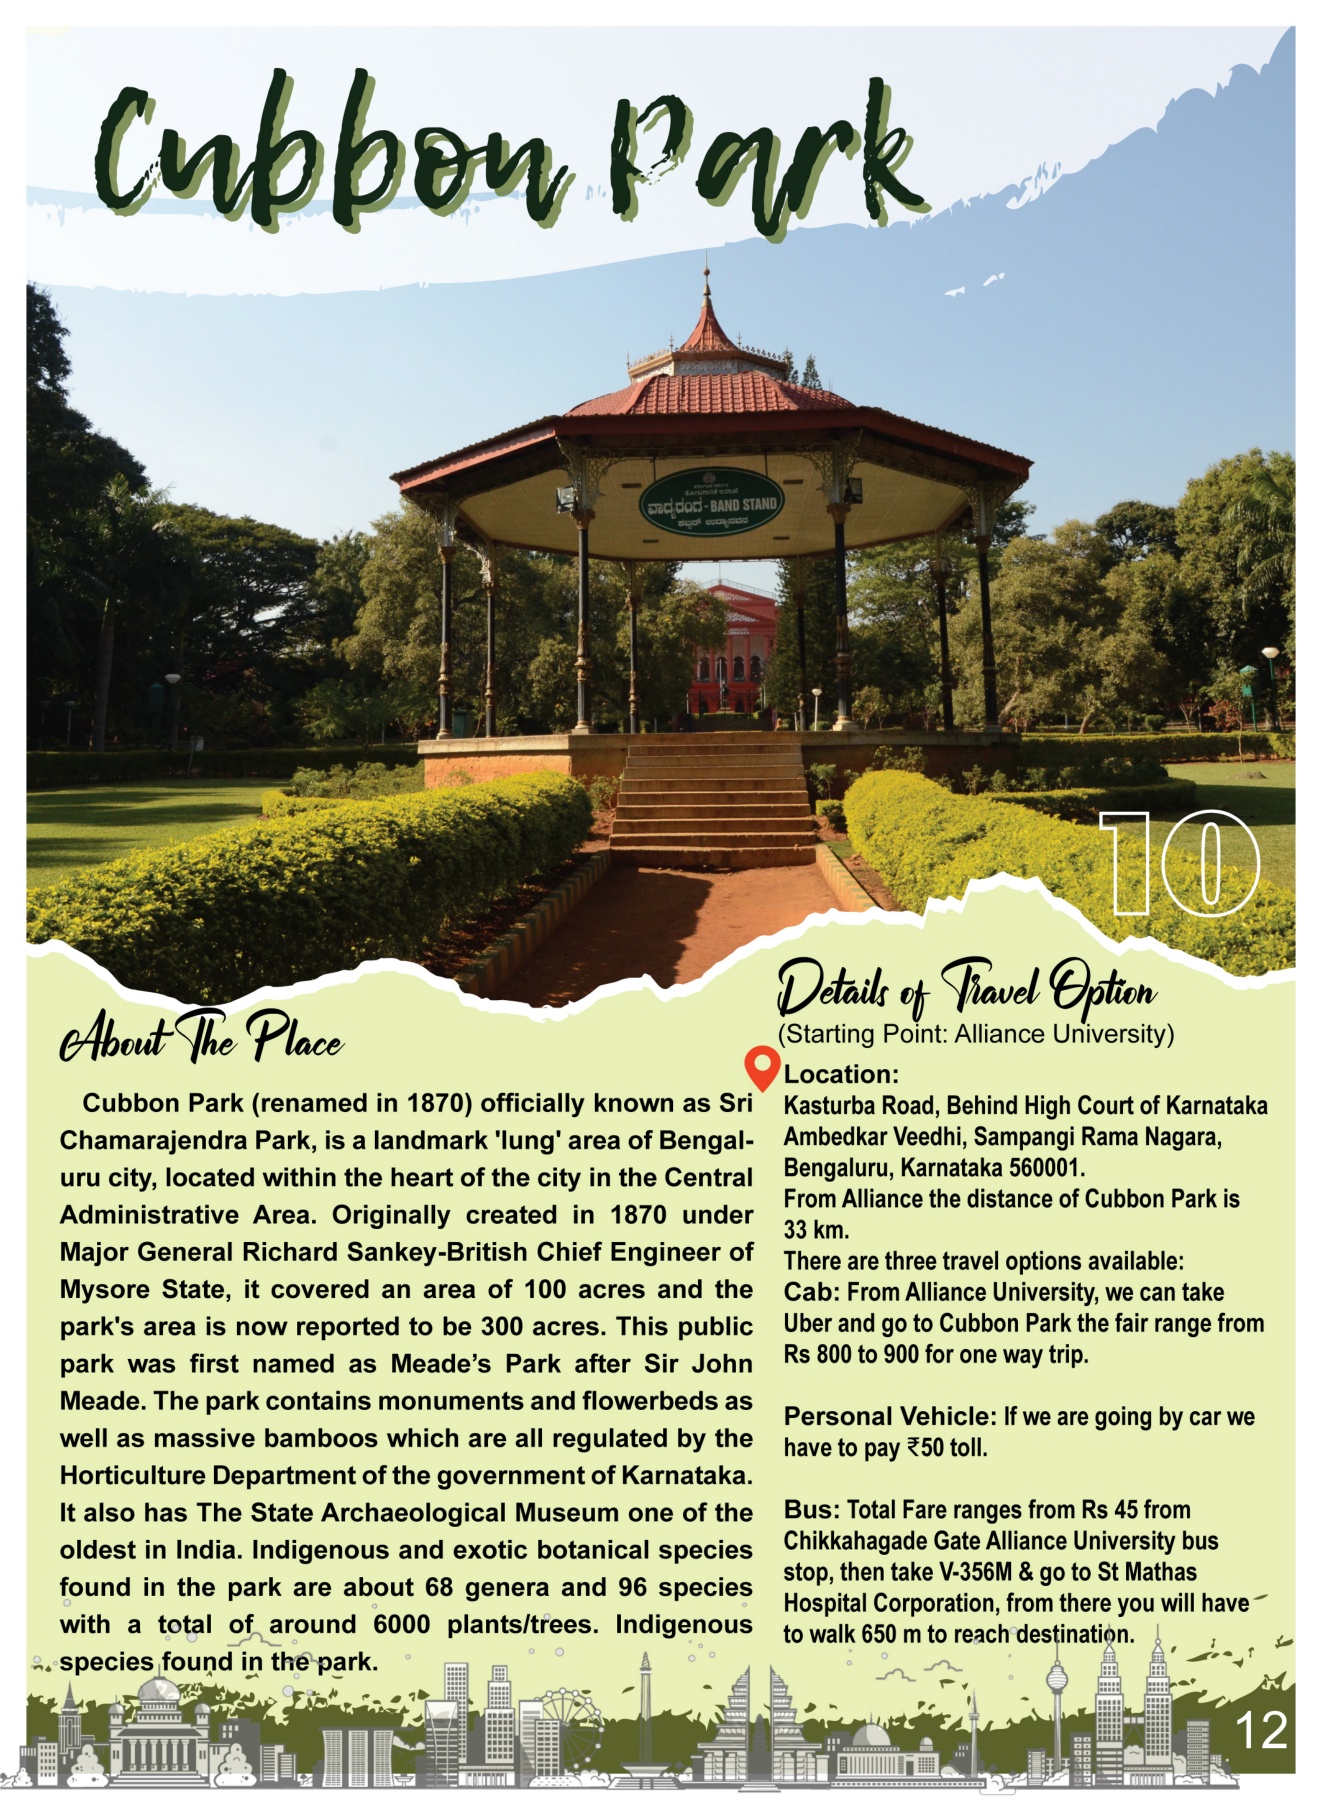 Cubbon Park
ವಾದ್ಯರಂಗ - BAND STAND
ಕಬ್ಬನ್ ಉದ್ಯಾನವನ
10
About The Place
Cubbon Park (renamed in 1870) officially known as Sri
Chamarajendra Park, is a landmark 'lung' area of Bengal-
uru city, located within the heart of the city in the Central
Administrative Area. Originally created in 1870 under
Major General Richard Sankey-British Chief Engineer of
Mysore State, it covered an area of 100 acres and the
park's area is now reported to be 300 acres. This public
park was first named as Meade’s Park after Sir John
Meade. The park contains monuments and flowerbeds as
well as massive bamboos which are all regulated by the
Horticulture Department of the government of Karnataka.
It also has The State Archaeological Museum one of the
oldest in India. Indigenous and exotic botanical species
found in the park are about 68 genera and 96 species
with a total of around 6000 plants/trees. Indigenous
species found in the park.
Details of Travel Option
(Starting Point: Alliance University)
Location:
Kasturba Road, Behind High Court of Karnataka
Ambedkar Veedhi, Sampangi Rama Nagara,
Bengaluru, Karnataka 560001.
From Alliance the distance of Cubbon Park is
33 km.
There are three travel options available:
Cab: From Alliance University, we can take
Uber and go to Cubbon Park the fair range from
Rs 800 to 900 for one way trip.
Personal Vehicle: If we are going by car we
have to pay ₹50 toll.
Bus: Total Fare ranges from Rs 45 from
Chikkahagade Gate Alliance University bus
stop, then take V-356M & go to St Mathas
Hospital Corporation, from there you will have
to walk 650 m to reach destination.
12